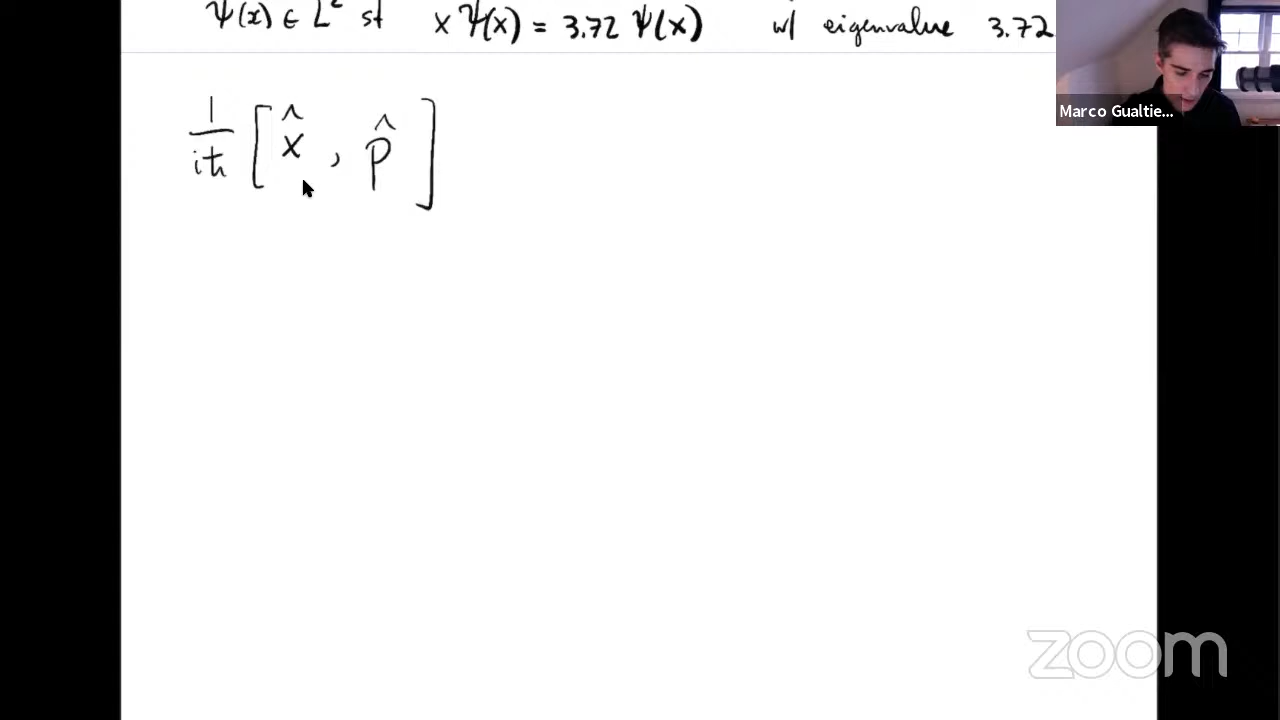 Ψ(x) ∈ L² st x Ψ(x) = 3.72 Ψ(x) w/ eigenvalue 3.72
Marco Gualtie...
1/iħ [ x̂ , p̂ ]
zoom